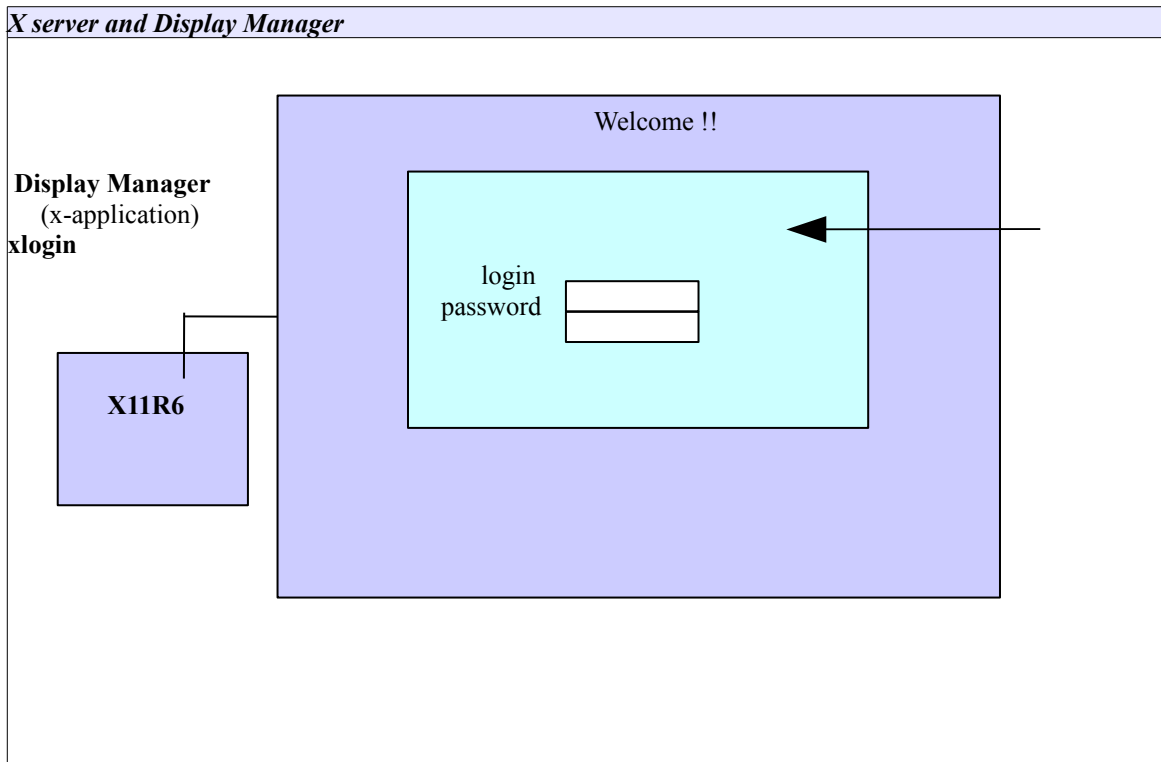 X server and Display Manager
Welcome !!
Display Manager
(x-application)
xlogin
login
password
X11R6